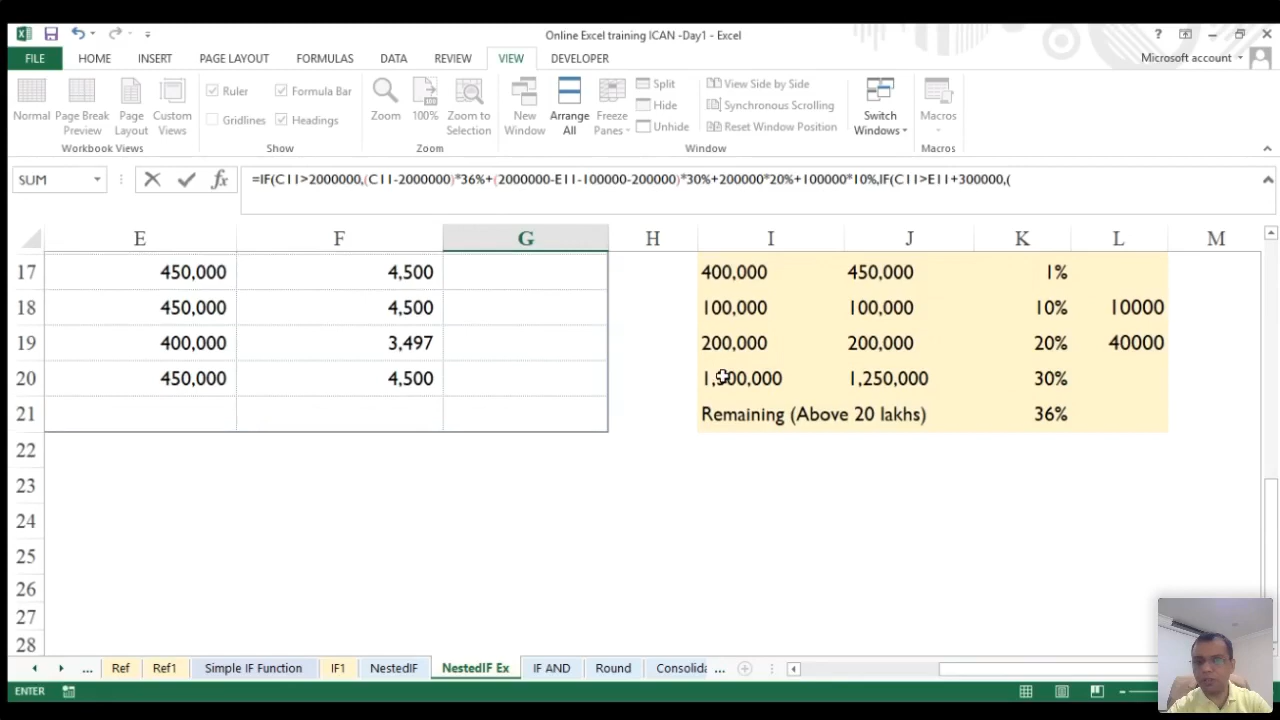 Online Excel training ICAN -Day1 - Excel
FILE HOME INSERT PAGE LAYOUT FORMULAS DATA REVIEW VIEW DEVELOPER Microsoft account
Normal Page Break Preview Page Layout Custom Views
Workbook Views
Ruler Formula Bar
Gridlines Headings
Show
Zoom 100% Zoom to Selection
Zoom
New Window Arrange All Freeze Panes
Split
Hide
Unhide
View Side by Side
Synchronous Scrolling
Reset Window Position
Switch Windows
Window
Macros
Macros
SUM fx =IF(C11>2000000,(C11-2000000)*36%+(2000000-E11-100000-200000)*30%+200000*20%+100000*10%,IF(C11>E11+300000,(
E F G H I J K L M
17 450,000 4,500 400,000 450,000 1%
18 450,000 4,500 100,000 100,000 10% 10000
19 400,000 3,497 200,000 200,000 20% 40000
20 450,000 4,500 1,250,000 30%
21 Remaining (Above 20 lakhs) 36%
22
23
24
25
26
27
28
... Ref Ref1 Simple IF Function IF1 NestedIF NestedIF Ex IF AND Round Consolida ...
ENTER